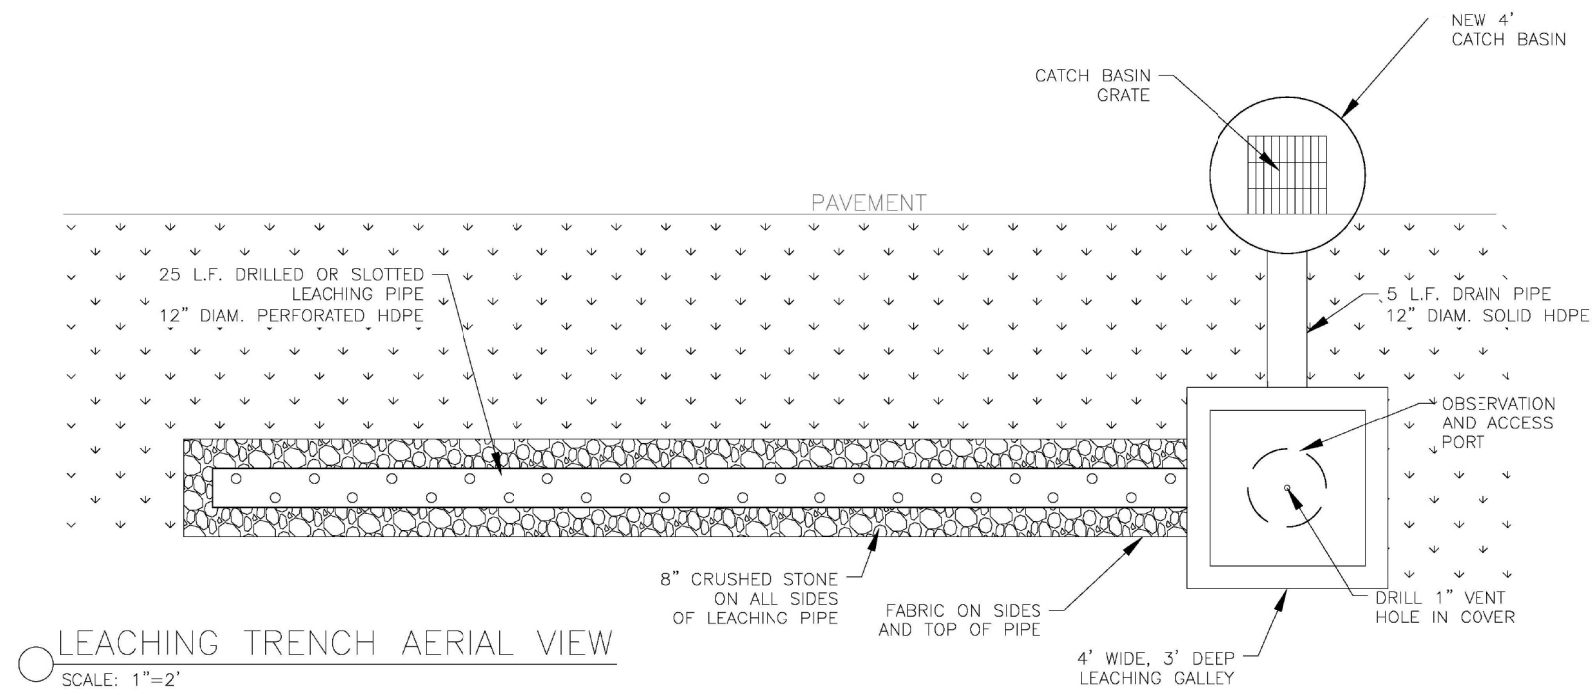 NEW 4'
CATCH BASIN
CATCH BASIN
GRATE
PAVEMENT
25 L.F. DRILLED OR SLOTTED
LEACHING PIPE
12" DIAM. PERFORATED HDPE
5 L.F. DRAIN PIPE
12" DIAM. SOLID HDPE
OBSERVATION
AND ACCESS
PORT
8" CRUSHED STONE
ON ALL SIDES
OF LEACHING PIPE
FABRIC ON SIDES
AND TOP OF PIPE
DRILL 1" VENT
HOLE IN COVER
4' WIDE, 3' DEEP
LEACHING GALLEY
LEACHING TRENCH AERIAL VIEW
SCALE: 1"=2'